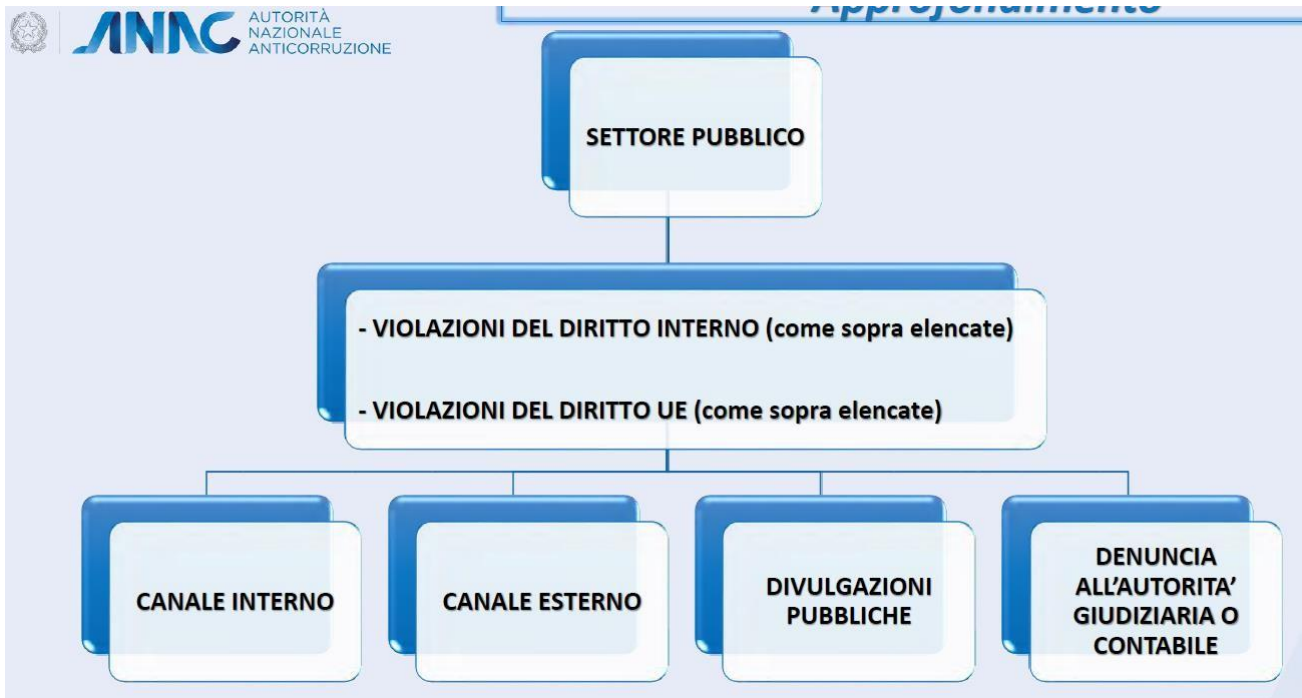 ANAC
AUTORITÀ
NAZIONALE
ANTICORRUZIONE
Approfondimento
SETTORE PUBBLICO
- VIOLAZIONI DEL DIRITTO INTERNO (come sopra elencate)
- VIOLAZIONI DEL DIRITTO UE (come sopra elencate)
CANALE INTERNO
CANALE ESTERNO
DIVULGAZIONI
PUBBLICHE
DENUNCIA
ALL’AUTORITA’
GIUDIZIARIA O
CONTABILE